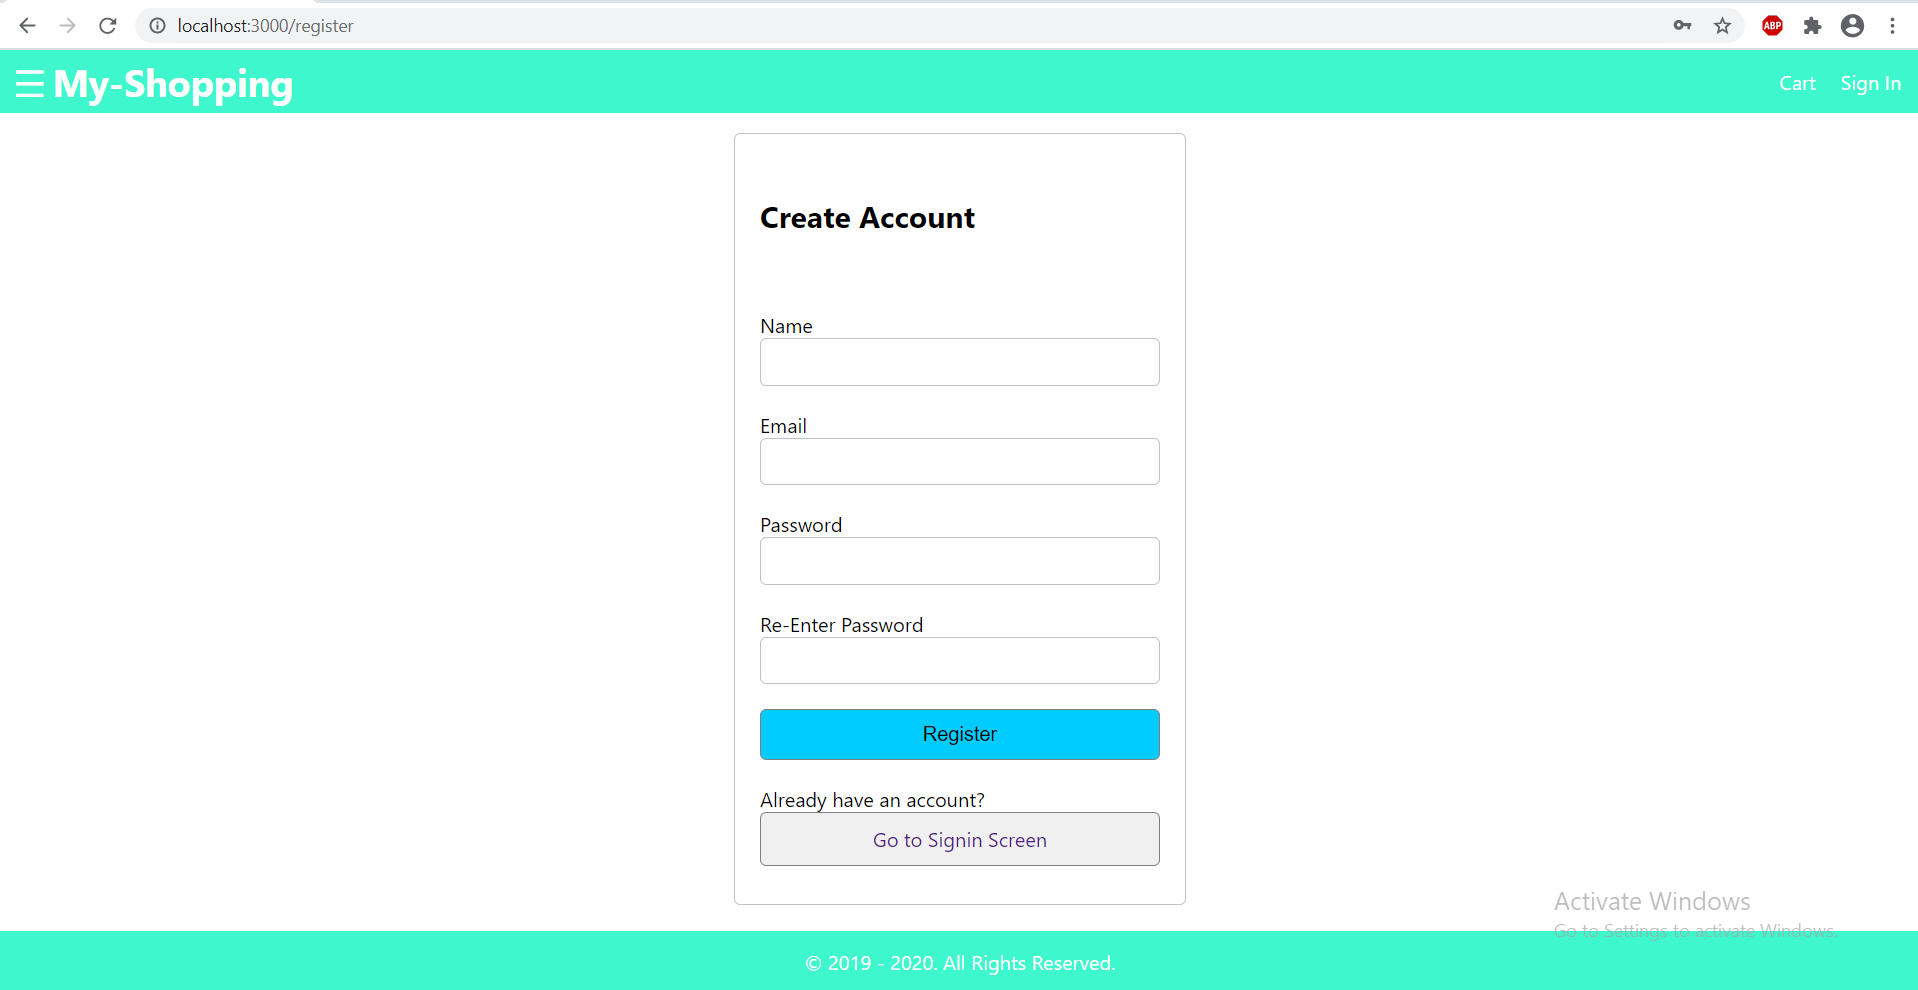 localhost:3000/register
ABP
☰ My-Shopping
Cart
Sign In
Create Account
Name
Email
Password
Re-Enter Password
Register
Already have an account?
Go to Signin Screen
Activate Windows
Go to Settings to activate Windows.
© 2019 - 2020. All Rights Reserved.